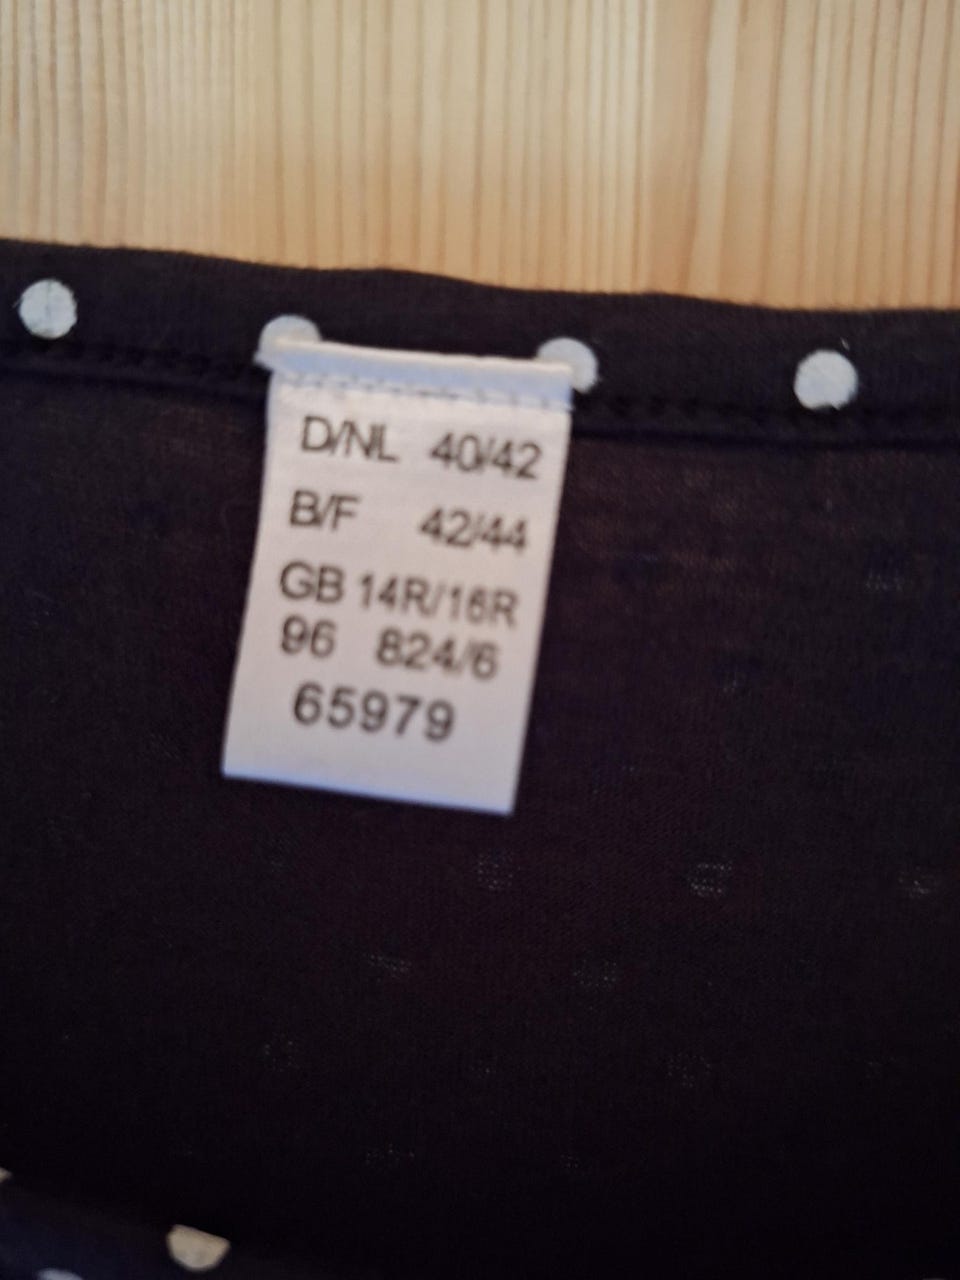 D/NL 40/42
B/F 42/44
GB 14R/16R
96 824/6
65979